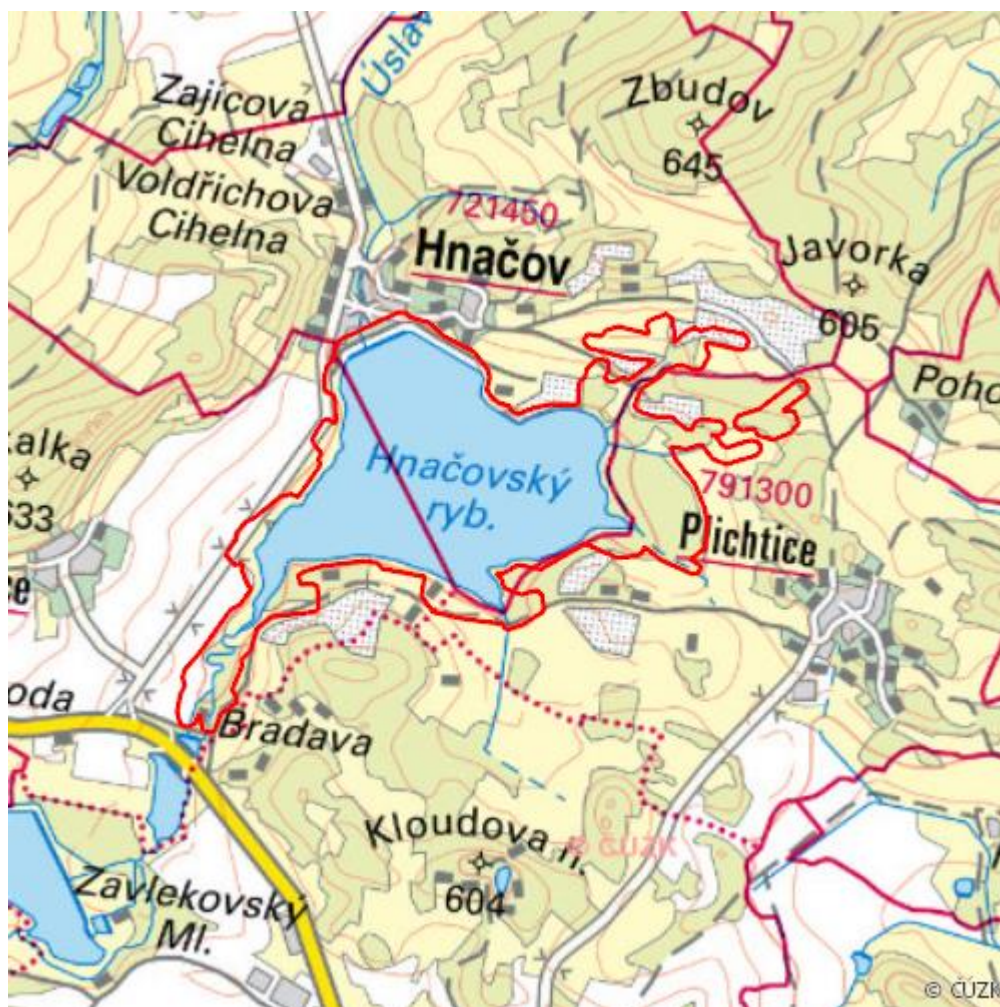 Úslav
Zajícova
Cihelna
Zbudov
645
Voldřichova
Cihelna
721450
Hnačov
Javorka
605
Poho
alka
633
Hnačovský
ryb.
791300
Plichtice
e
oda
Bradava
Kloudova h.
© ČÚZK
604
Zavlekovský
Ml.
© ČÚZK